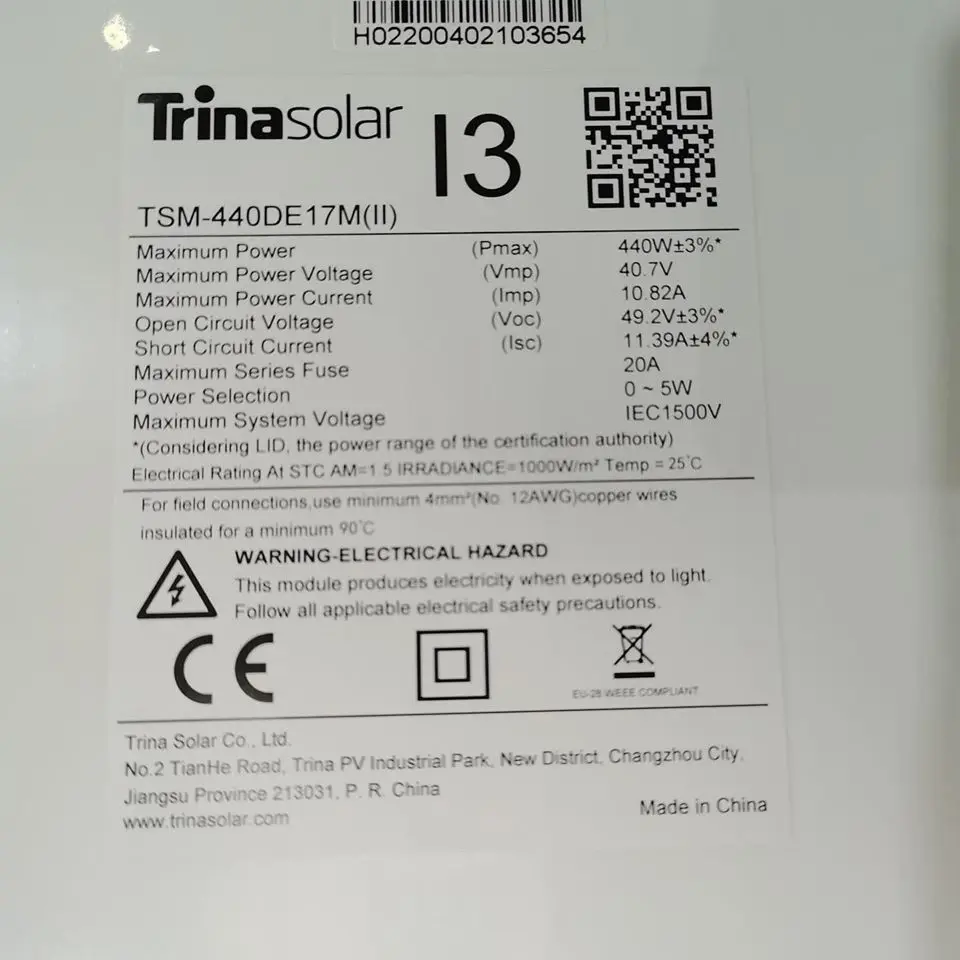 H02200402103654
Trinasolar I3
TSM-440DE17M(II)
Maximum Power (Pmax) 440W±3%*
Maximum Power Voltage (Vmp) 40.7V
Maximum Power Current (Imp) 10.82A
Open Circuit Voltage (Voc) 49.2V±3%*
Short Circuit Current (Isc) 11.39A±4%*
Maximum Series Fuse 20A
Power Selection 0 ~ 5W
Maximum System Voltage IEC1500V
*(Considering LID, the power range of the certification authority)
Electrical Rating At STC AM=1.5 IRRADIANCE=1000W/m² Temp = 25℃
For field connections,use minimum 4mm²(No. 12AWG)copper wires
insulated for a minimum 90℃
WARNING-ELECTRICAL HAZARD
This module produces electricity when exposed to light.
Follow all applicable electrical safety precautions.
CE
EU-28 WEEE COMPLIANT
Trina Solar Co., Ltd.
No.2 TianHe Road, Trina PV Industrial Park, New District, Changzhou City,
Jiangsu Province 213031, P. R. China
www.trinasolar.com
Made in China